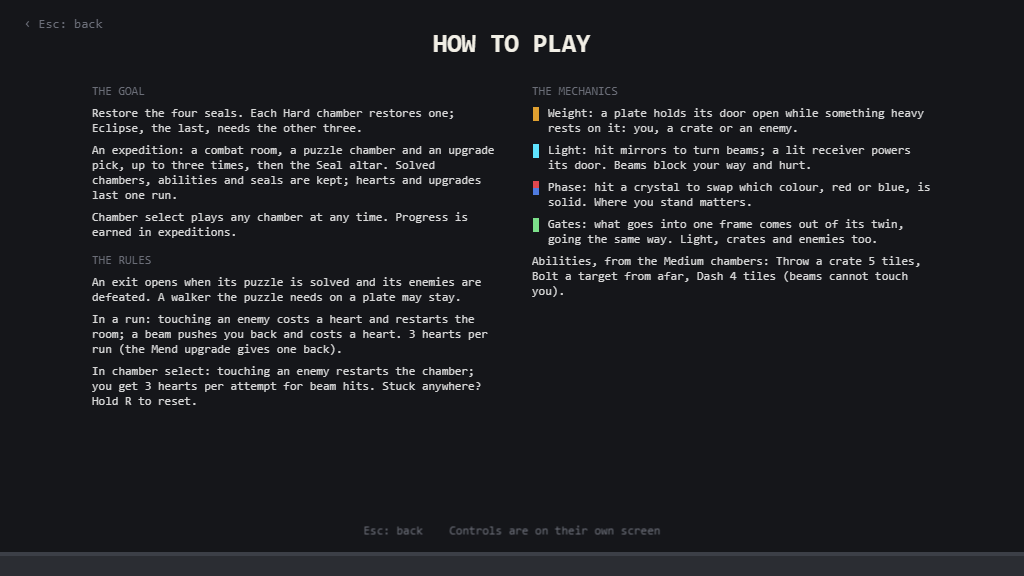 ‹ Esc: back
HOW TO PLAY
THE GOAL
Restore the four seals. Each Hard chamber restores one;
Eclipse, the last, needs the other three.
An expedition: a combat room, a puzzle chamber and an upgrade
pick, up to three times, then the Seal altar. Solved
chambers, abilities and seals are kept; hearts and upgrades
last one run.
Chamber select plays any chamber at any time. Progress is
earned in expeditions.
THE RULES
An exit opens when its puzzle is solved and its enemies are
defeated. A walker the puzzle needs on a plate may stay.
In a run: touching an enemy costs a heart and restarts the
room; a beam pushes you back and costs a heart. 3 hearts per
run (the Mend upgrade gives one back).
In chamber select: touching an enemy restarts the chamber;
you get 3 hearts per attempt for beam hits. Stuck anywhere?
Hold R to reset.
THE MECHANICS
Weight: a plate holds its door open while something heavy
rests on it: you, a crate or an enemy.
Light: hit mirrors to turn beams; a lit receiver powers
its door. Beams block your way and hurt.
Phase: hit a crystal to swap which colour, red or blue, is
solid. Where you stand matters.
Gates: what goes into one frame comes out of its twin,
going the same way. Light, crates and enemies too.
Abilities, from the Medium chambers: Throw a crate 5 tiles,
Bolt a target from afar, Dash 4 tiles (beams cannot touch
you).
Esc: back    Controls are on their own screen